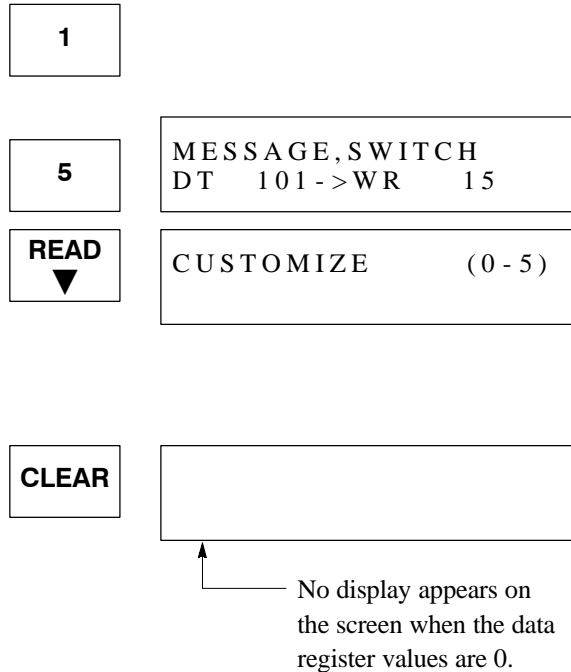 1
5
MESSAGE,SWITCH
DT 101->WR 15
READ
▼
CUSTOMIZE (0-5)
CLEAR
No display appears on
the screen when the data
register values are 0.